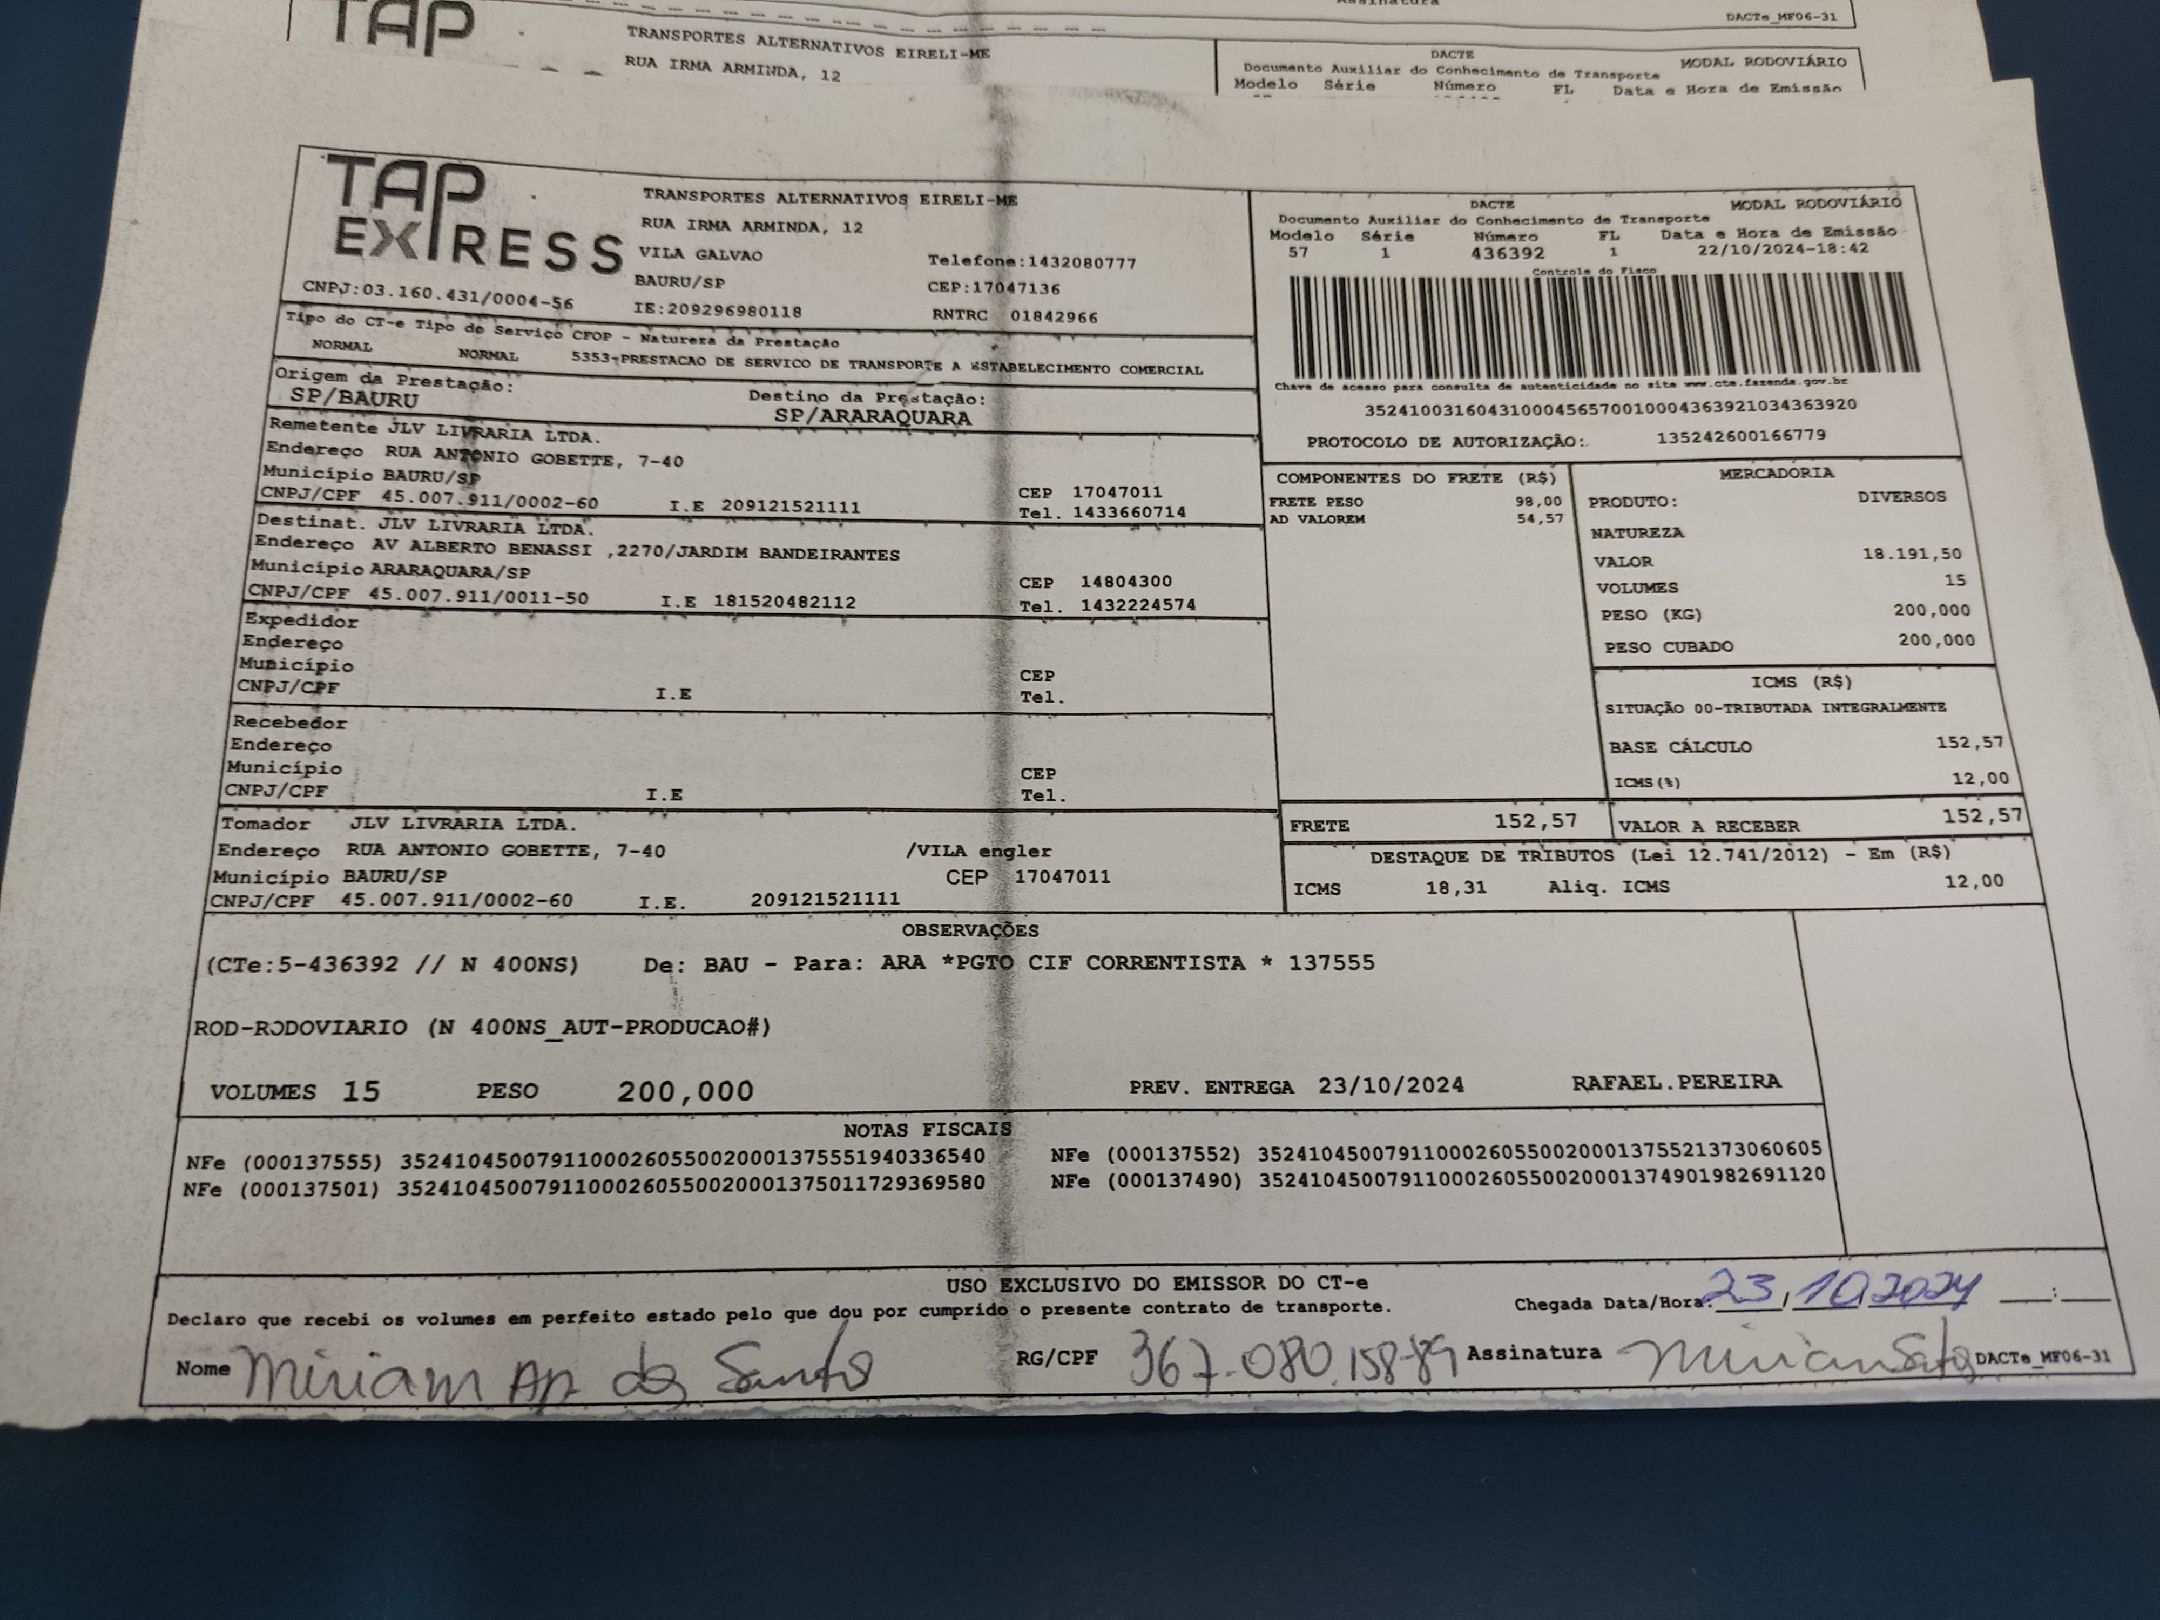 DACTe_MF06-31
TAP
TRANSPORTES ALTERNATIVOS EIRELI-ME
RUA IRMA ARMINDA, 12
DACTE
MODAL RODOVIÁRIO
Documento Auxiliar do Conhecimento de Transporte
Modelo Série Número FL Data e Hora de Emissão
TAP EXPRESS
CNPJ:03.160.431/0004-56
TRANSPORTES ALTERNATIVOS EIRELI-ME
RUA IRMA ARMINDA, 12
VILA GALVAO Telefone:1432080777
BAURU/SP CEP:17047136
IE:209296980118 RNTRC 01842966
DACTE MODAL RODOVIÁRIO
Documento Auxiliar do Conhecimento de Transporte
Modelo Série Número FL Data e Hora de Emissão
57 1 436392 1 22/10/2024-18:42
Controle do Fisco
Chave de acesso para consulta de autenticidade no site www.cte.fazenda.gov.br
35241003160431000456570010004363921034363920
PROTOCOLO DE AUTORIZAÇÃO: 135242600166779
Tipo do CT-e Tipo do Serviço CFOP - Natureza da Prestação
NORMAL NORMAL 5353-PRESTACAO DE SERVICO DE TRANSPORTE A ESTABELECIMENTO COMERCIAL
Origem da Prestação: Destino da Prestação:
SP/BAURU SP/ARARAQUARA
Remetente JLV LIVRARIA LTDA.
Endereço RUA ANTONIO GOBETTE, 7-40
Município BAURU/SP CEP 17047011
CNPJ/CPF 45.007.911/0002-60 I.E 209121521111 Tel. 1433660714
Destinat. JLV LIVRARIA LTDA.
Endereço AV ALBERTO BENASSI ,2270/JARDIM BANDEIRANTES
Município ARARAQUARA/SP CEP 14804300
CNPJ/CPF 45.007.911/0011-50 I.E 181520482112 Tel. 1432224574
Expedidor
Endereço
Município CEP
CNPJ/CPF I.E Tel.
Recebedor
Endereço
Município CEP
CNPJ/CPF I.E Tel.
Tomador JLV LIVRARIA LTDA.
Endereço RUA ANTONIO GOBETTE, 7-40 /VILA engler
Município BAURU/SP CEP 17047011
CNPJ/CPF 45.007.911/0002-60 I.E. 209121521111
COMPONENTES DO FRETE (R$)
FRETE PESO 98,00
AD VALOREM 54,57
MERCADORIA
PRODUTO: DIVERSOS
NATUREZA
VALOR 18.191,50
VOLUMES 15
PESO (KG) 200,000
PESO CUBADO 200,000
ICMS (R$)
SITUAÇÃO 00-TRIBUTADA INTEGRALMENTE
BASE CÁLCULO 152,57
ICMS(%) 12,00
FRETE 152,57 VALOR A RECEBER 152,57
DESTAQUE DE TRIBUTOS (Lei 12.741/2012) - Em (R$)
ICMS 18,31 Aliq. ICMS 12,00
OBSERVAÇÕES
(CTe:5-436392 // N 400NS) De: BAU - Para: ARA *PGTO CIF CORRENTISTA * 137555
ROD-RODOVIARIO (N 400NS_AUT-PRODUCAO#)
VOLUMES 15 PESO 200,000 PREV. ENTREGA 23/10/2024 RAFAEL.PEREIRA
NOTAS FISCAIS
NFe (000137555) 35241045007911000260550020001375551940336540 NFe (000137552) 35241045007911000260550020001375521373060605
NFe (000137501) 35241045007911000260550020001375011729369580 NFe (000137490) 35241045007911000260550020001374901982691120
USO EXCLUSIVO DO EMISSOR DO CT-e
Declaro que recebi os volumes em perfeito estado pelo que dou por cumprido o presente contrato de transporte. Chegada Data/Hora: 23/10/2024 ___:___
Nome Miriam Ap dos Santos RG/CPF 367.080.158-89 Assinatura Miriam Santos DACTe_MF06-31